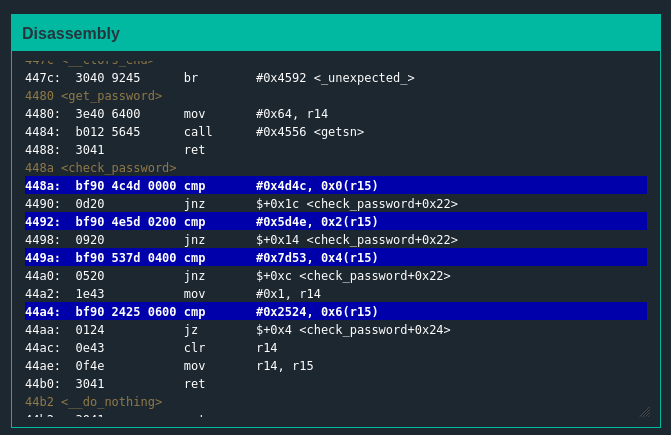 Disassembly
447c <__ctors_end>
447c:  3040 9245      br        #0x4592 <_unexpected_>
4480 <get_password>
4480:  3e40 6400      mov       #0x64, r14
4484:  b012 5645      call      #0x4556 <getsn>
4488:  3041           ret
448a <check_password>
448a:  bf90 4c4d 0000 cmp       #0x4d4c, 0x0(r15)
4490:  0d20           jnz       $+0x1c <check_password+0x22>
4492:  bf90 4e5d 0200 cmp       #0x5d4e, 0x2(r15)
4498:  0920           jnz       $+0x14 <check_password+0x22>
449a:  bf90 537d 0400 cmp       #0x7d53, 0x4(r15)
44a0:  0520           jnz       $+0xc <check_password+0x22>
44a2:  1e43           mov       #0x1, r14
44a4:  bf90 2425 0600 cmp       #0x2524, 0x6(r15)
44aa:  0124           jz        $+0x4 <check_password+0x24>
44ac:  0e43           clr       r14
44ae:  0f4e           mov       r14, r15
44b0:  3041           ret
44b2 <__do_nothing>